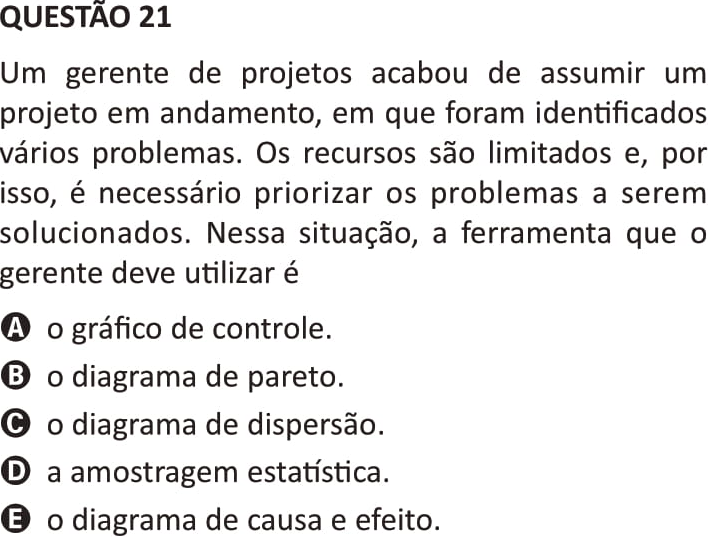 QUESTÃO 21
Um gerente de projetos acabou de assumir um
projeto em andamento, em que foram identificados
vários problemas. Os recursos são limitados e, por
isso, é necessário priorizar os problemas a serem
solucionados. Nessa situação, a ferramenta que o
gerente deve utilizar é
A o gráfico de controle.
B o diagrama de pareto.
C o diagrama de dispersão.
D a amostragem estatística.
E o diagrama de causa e efeito.